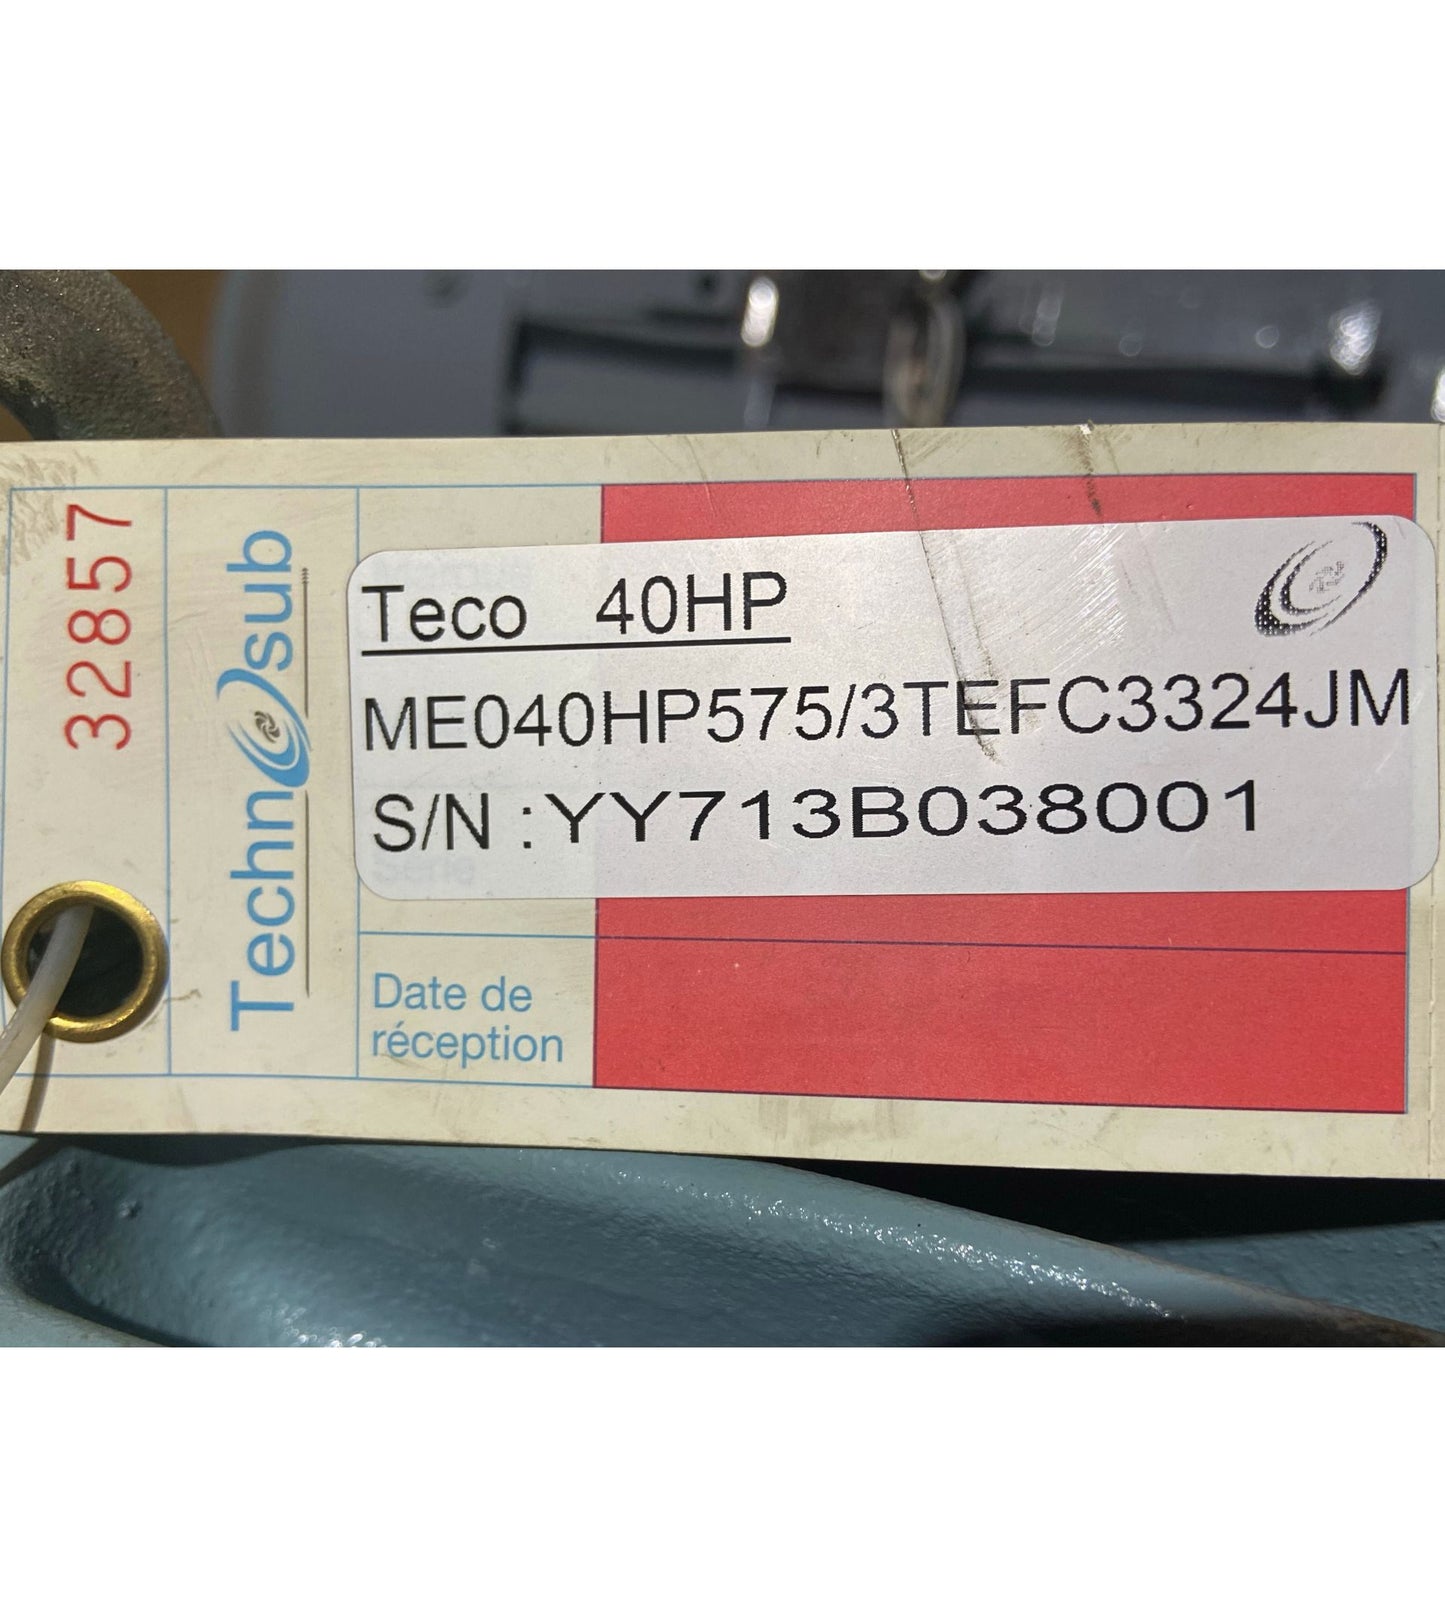 32857
Technosub
Teco 40HP
ME040HP575/3TEFC3324JM
S/N :YY713B038001
Date de
réception